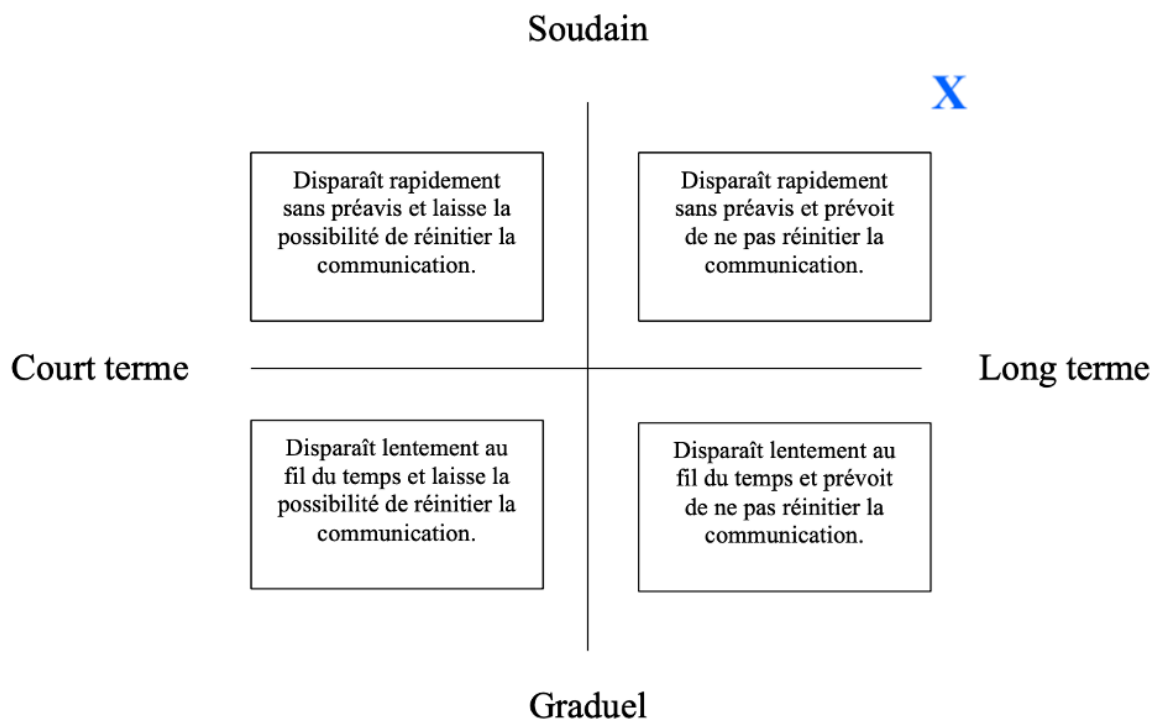 Soudain
X
Disparaît rapidement
sans préavis et laisse la
possibilité de réinitier la
communication.
Disparaît rapidement
sans préavis et prévoit
de ne pas réinitier la
communication.
Court terme
Long terme
Disparaît lentement au
fil du temps et laisse la
possibilité de réinitier la
communication.
Disparaît lentement au
fil du temps et prévoit
de ne pas réinitier la
communication.
Graduel